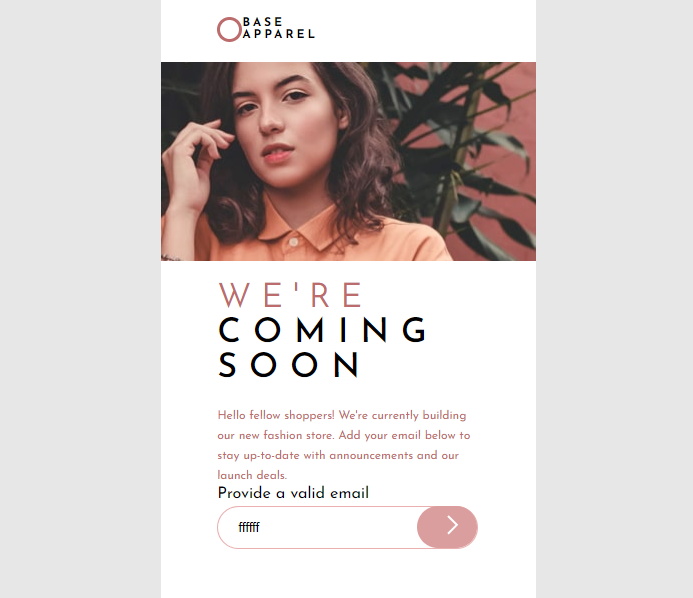 BASE
APPAREL
WE'RE
COMING
SOON
Hello fellow shoppers! We're currently building
our new fashion store. Add your email below to
stay up-to-date with announcements and our
launch deals.
Provide a valid email
ffffff